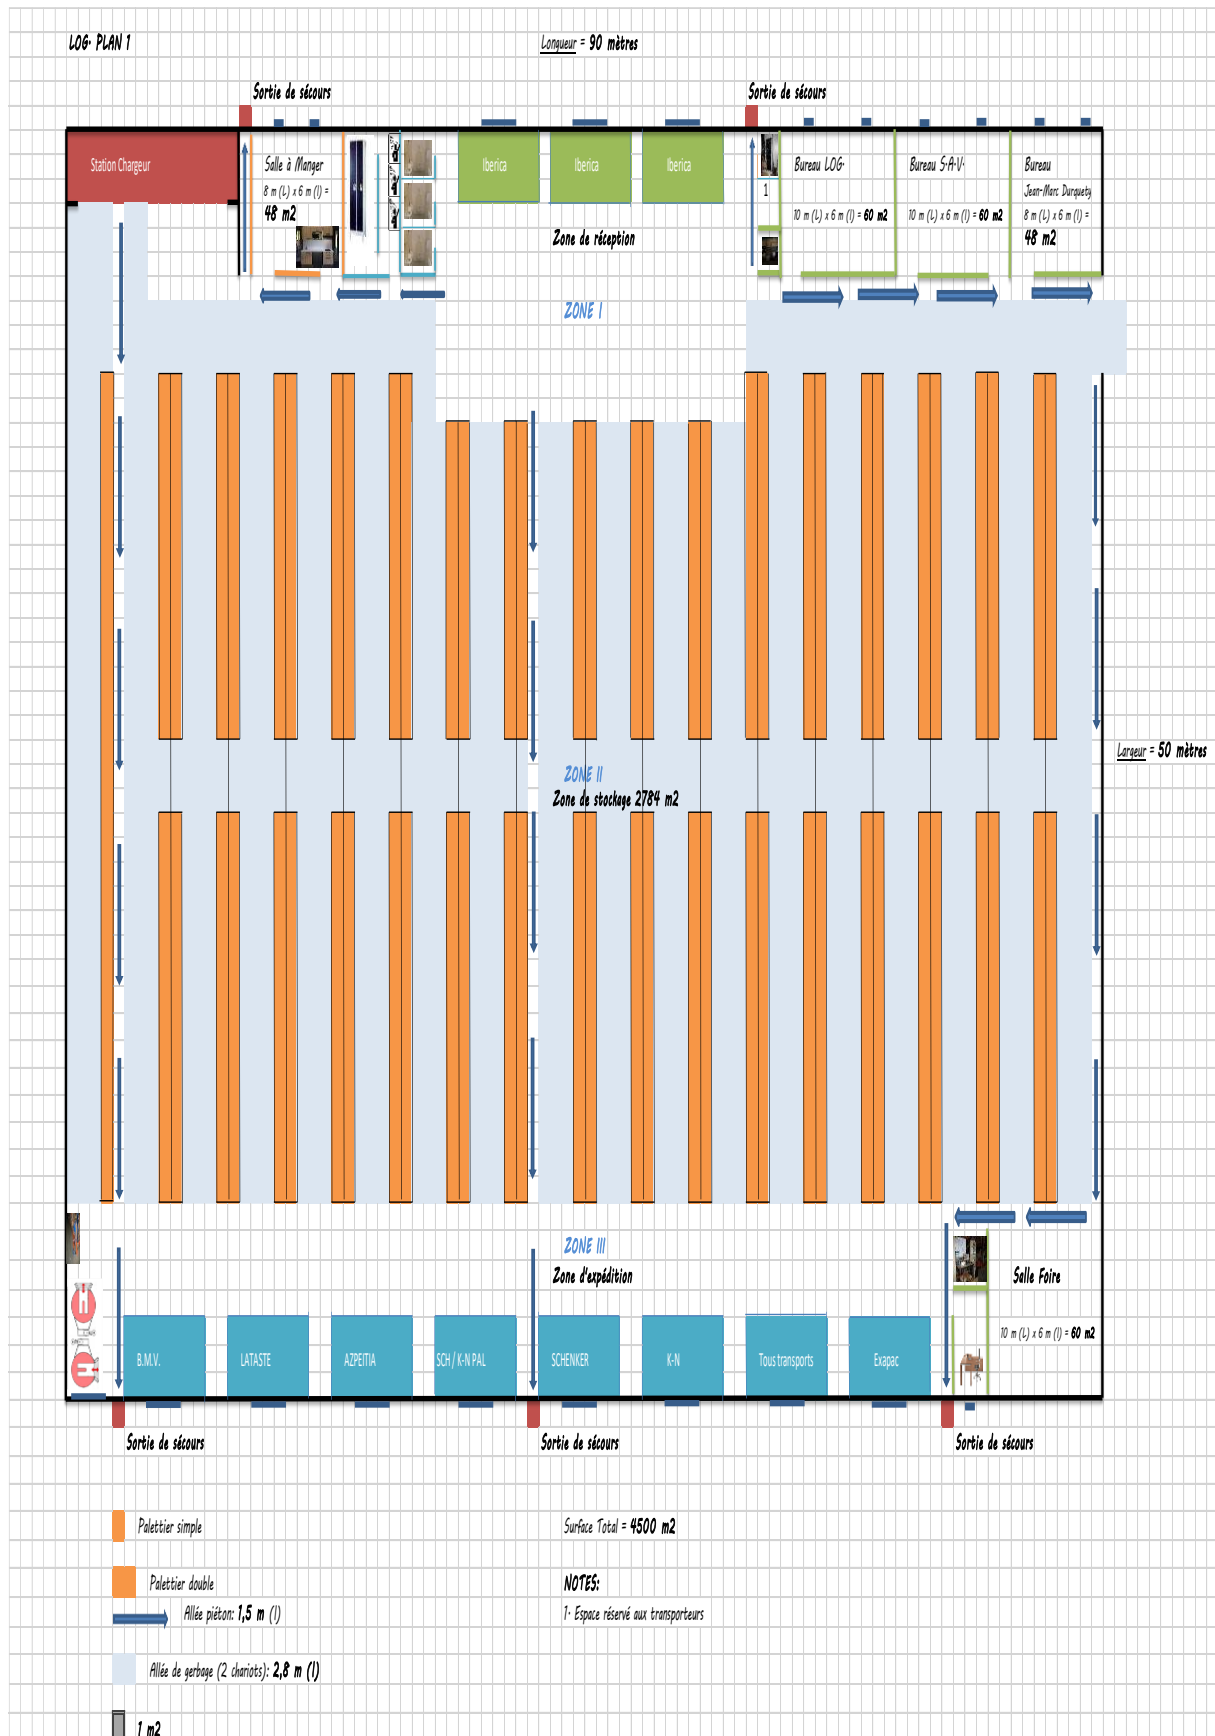 LOG. PLAN 1
Longueur = 90 mètres
Sortie de sécours
Sortie de sécours
Station Chargeur
Salle à Manger
8 m (L) x 6 m (l) =
48 m2
Iberica
Iberica
Iberica
Zone de réception
1
Bureau LOG.
10 m (L) x 6 m (l) = 60 m2
Bureau S.A.V.
10 m (L) x 6 m (l) = 60 m2
Bureau
Jean-Marc Durquety
8 m (L) x 6 m (l) =
48 m2
ZONE I
Largeur = 50 mètres
ZONE II
Zone de stockage 2784 m2
ZONE III
Zone d'expédition
Salle Foire
10 m (L) x 6 m (l) = 60 m2
B.M.V.
LATASTE
AZPEITIA
SCH / K-N PAL
SCHENKER
K-N
Tous transports
Exapac
Sortie de sécours
Sortie de sécours
Sortie de sécours
Palettier simple
Surface Total = 4500 m2
Palettier double
NOTES:
Allée piéton: 1,5 m (l)
1. Espace réservé aux transporteurs
Allée de gerbage (2 chariots): 2,8 m (l)
1 m2